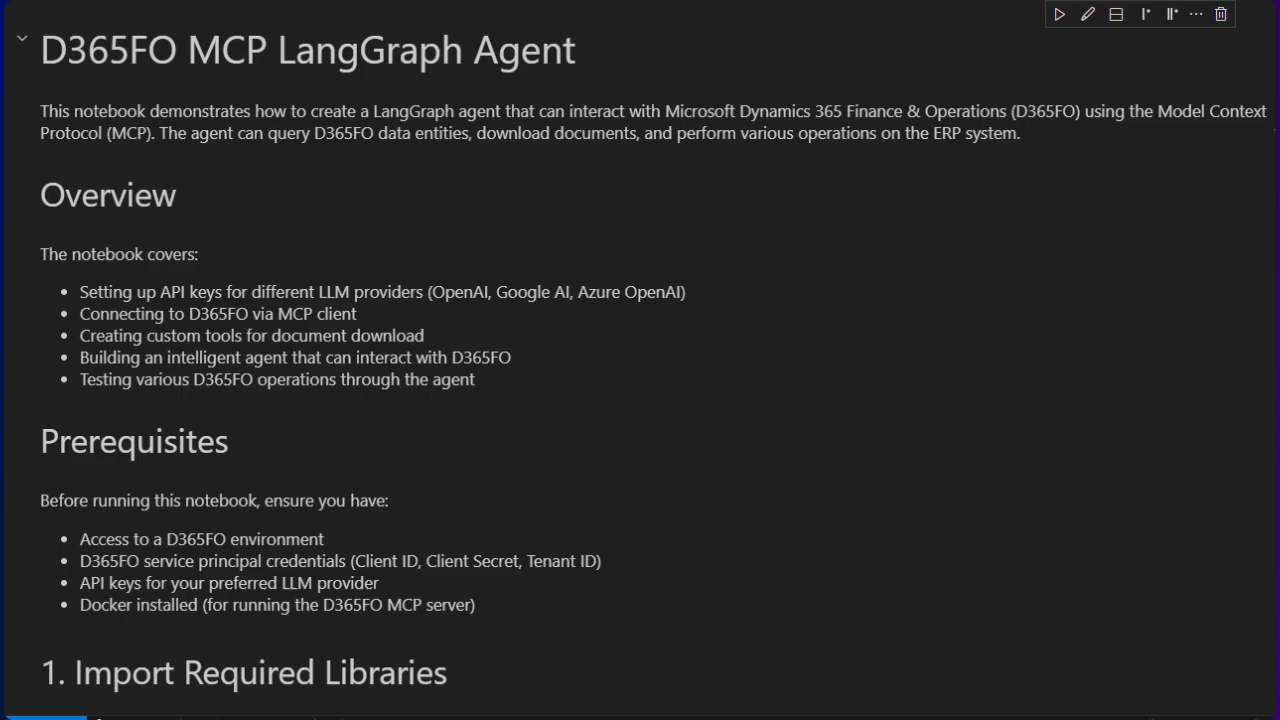 D365FO MCP LangGraph Agent
This notebook demonstrates how to create a LangGraph agent that can interact with Microsoft Dynamics 365 Finance & Operations (D365FO) using the Model Context
Protocol (MCP). The agent can query D365FO data entities, download documents, and perform various operations on the ERP system.
Overview
The notebook covers:
• Setting up API keys for different LLM providers (OpenAI, Google AI, Azure OpenAI)
• Connecting to D365FO via MCP client
• Creating custom tools for document download
• Building an intelligent agent that can interact with D365FO
• Testing various D365FO operations through the agent
Prerequisites
Before running this notebook, ensure you have:
• Access to a D365FO environment
• D365FO service principal credentials (Client ID, Client Secret, Tenant ID)
• API keys for your preferred LLM provider
• Docker installed (for running the D365FO MCP server)
1. Import Required Libraries